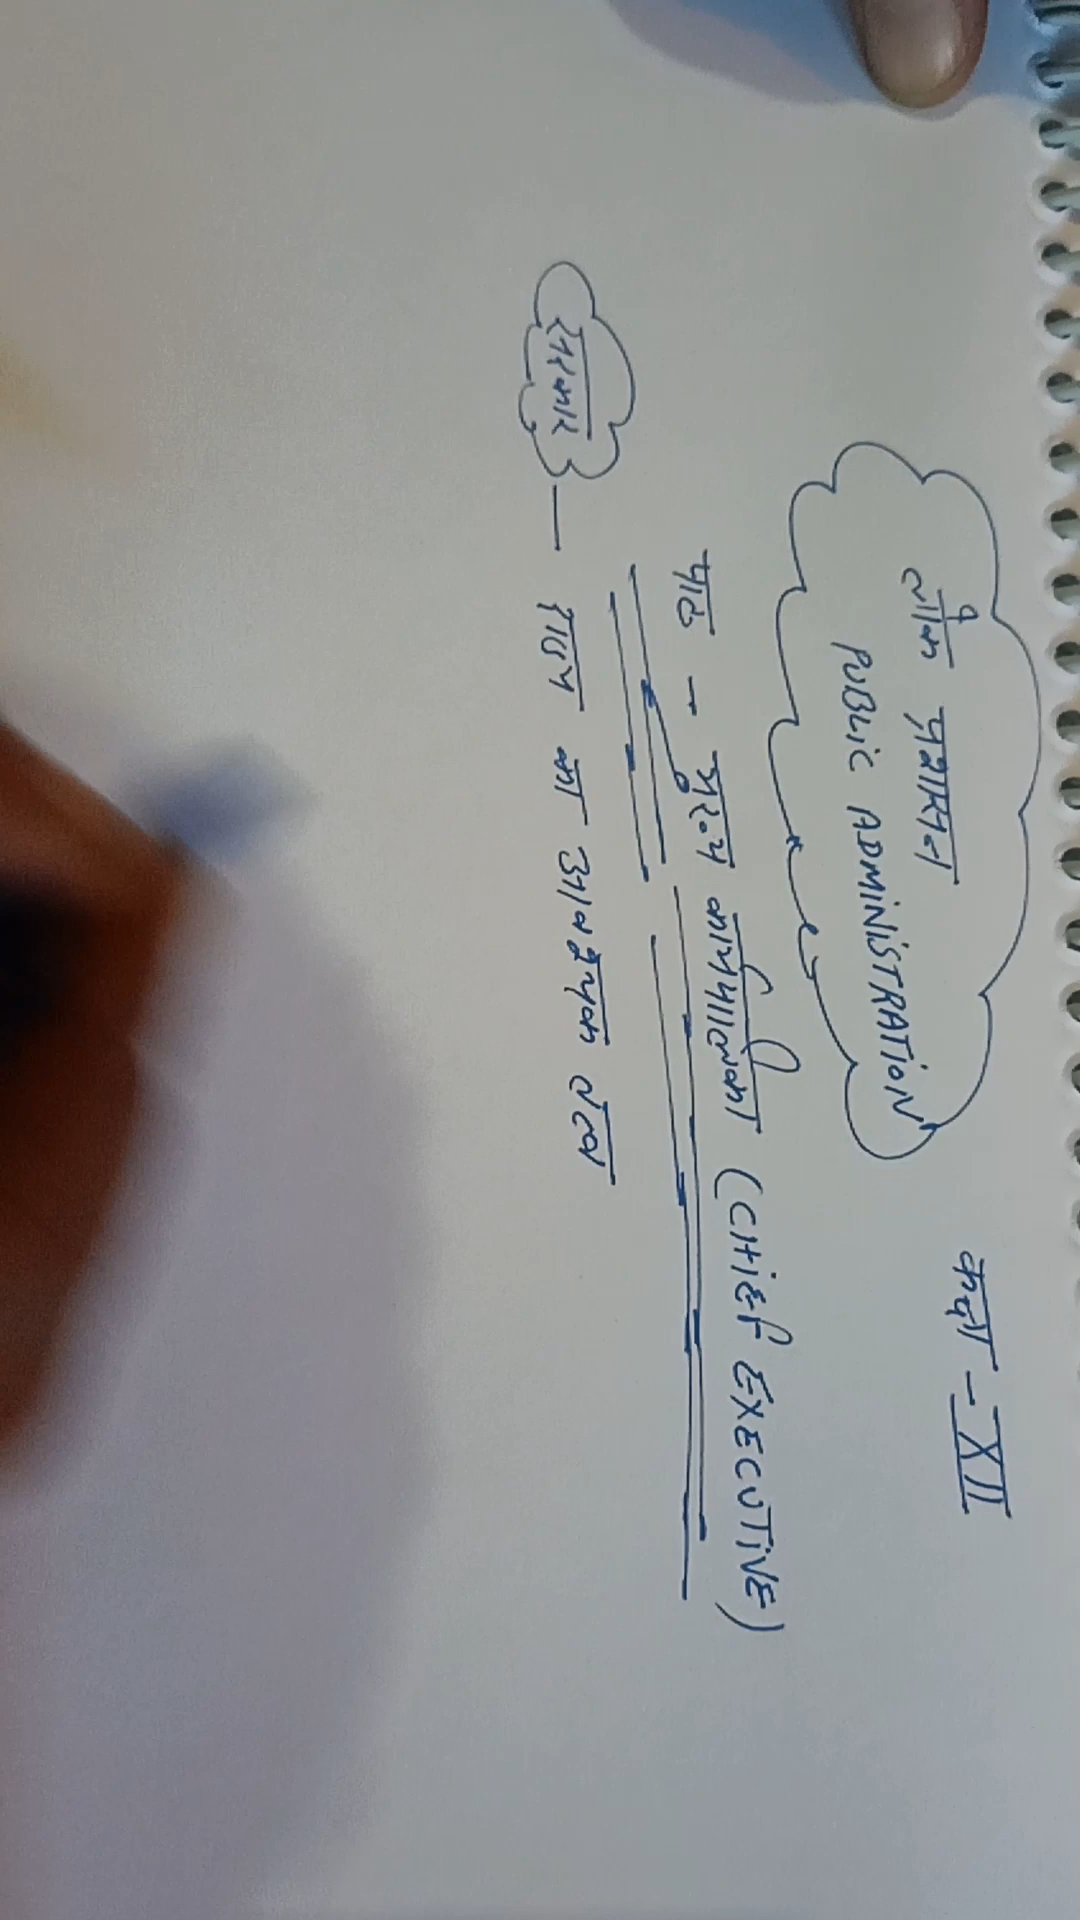 कक्षा - XII
लोक प्रशासन
PUBLIC ADMINISTRATION
पाठ - मुख्य कार्यपालिका (CHIEF EXECUTIVE)
सरकार — राज्य का आवश्यक तत्व